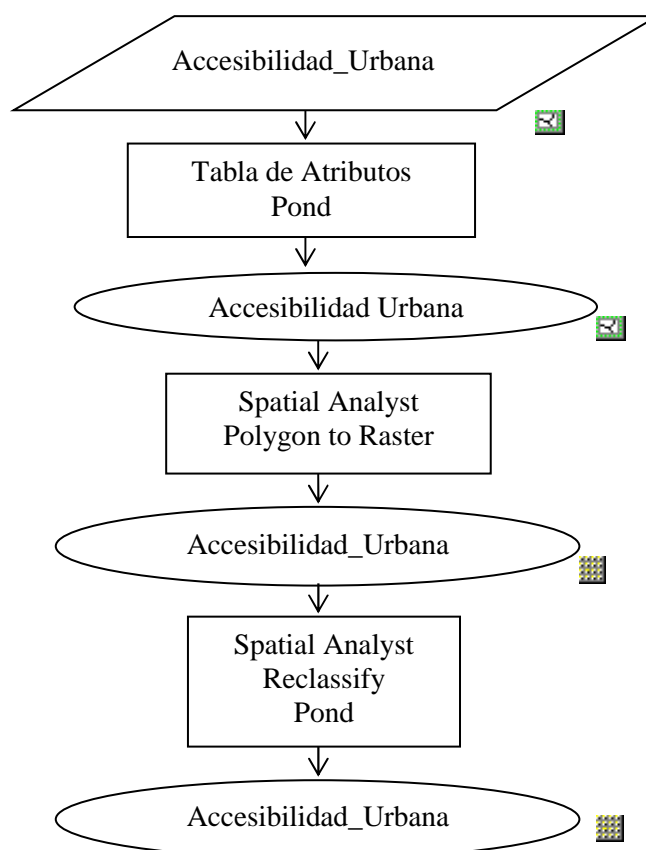 Accesibilidad_Urbana
Tabla de Atributos
Pond
Accesibilidad Urbana
Spatial Analyst
Polygon to Raster
Accesibilidad_Urbana
Spatial Analyst
Reclassify
Pond
Accesibilidad_Urbana